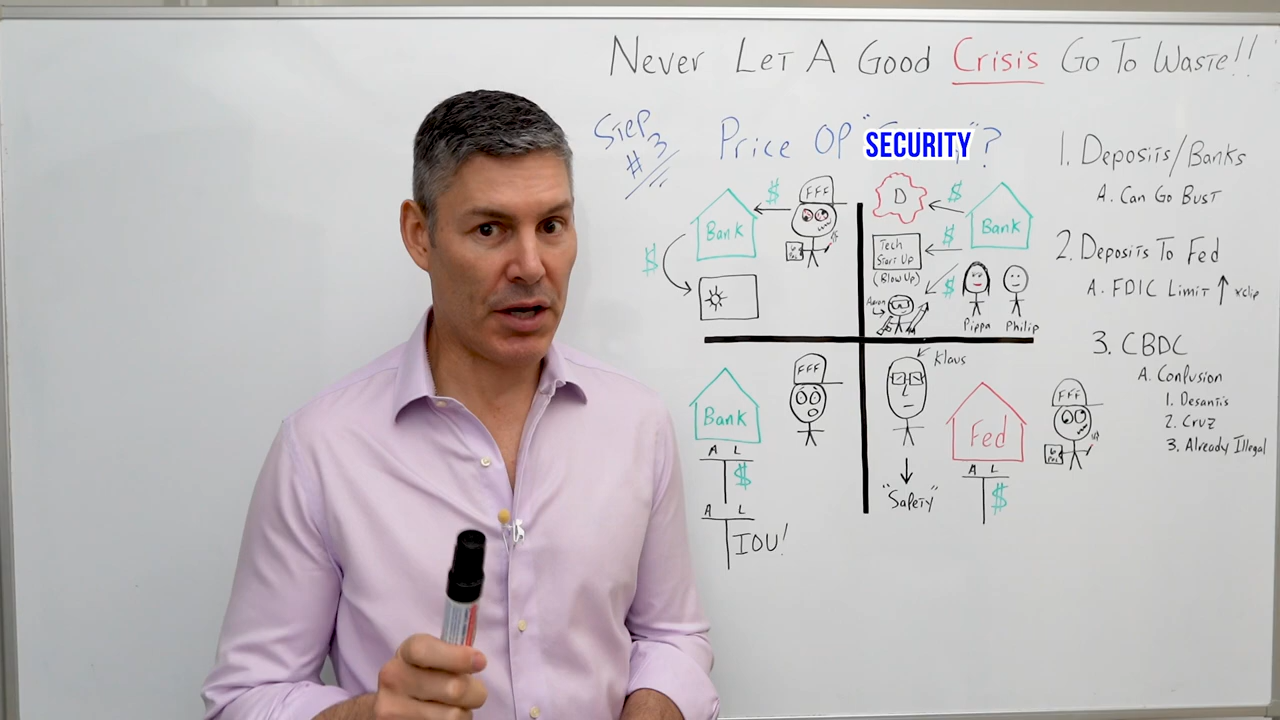 Never Let A Good Crisis Go To Waste!!
Step
#3
Price Of "SECURITY"?
Bank
$
FFF
$
D
$
Bank
Tech
Start Up
(Blow Up)
$
$
Aaron
Pippa
Philip
Bank
A L
$
A L
IOU!
FFF
Klaus
"Safety"
Fed
A L
$
FFF
1. Deposits/Banks
A. Can Go Bust
2. Deposits To Fed
A. FDIC Limit ↑ *clip
3. CBDC
A. Confusion
1. Desantis
2. Cruz
3. Already Illegal